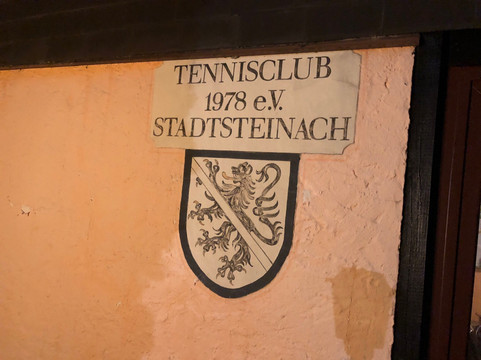 TENNISCLUB
1978 e.V.
STADTSTEINACH